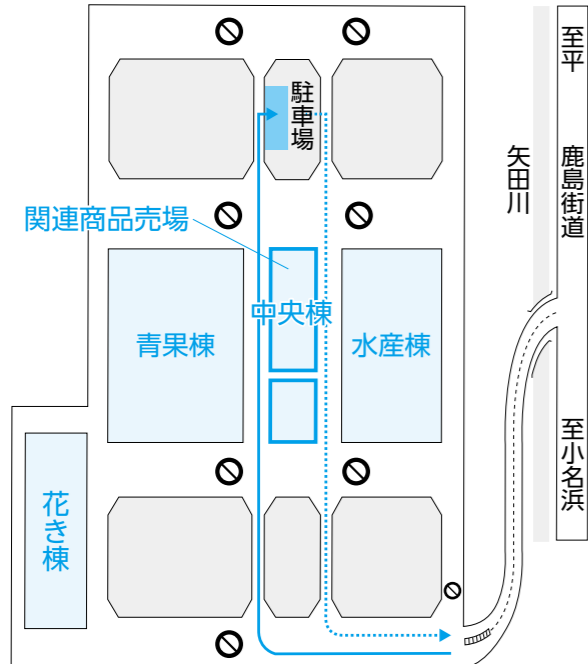 至平
駐車場
鹿島街道
矢田川
関連商品売場
中央棟
青果棟
水産棟
至小名浜
花き棟